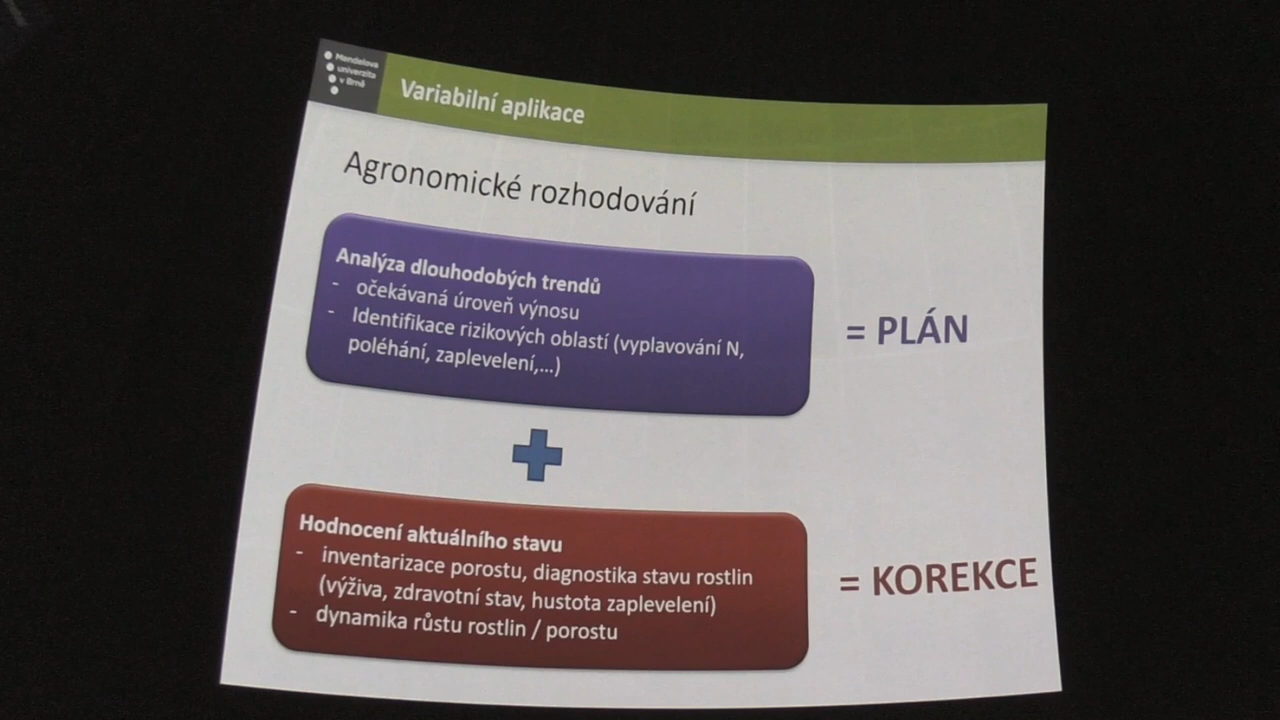 Mendelova
univerzita
v Brně
Variabilní aplikace
Agronomické rozhodování
Analýza dlouhodobých trendů
- očekávaná úroveň výnosu
- Identifikace rizikových oblastí (vyplavování N,
poléhání, zaplevelení,...)
= PLÁN
Hodnocení aktuálního stavu
- inventarizace porostu, diagnostika stavu rostlin
(výživa, zdravotní stav, hustota zaplevelení)
- dynamika růstu rostlin / porostu
= KOREKCE